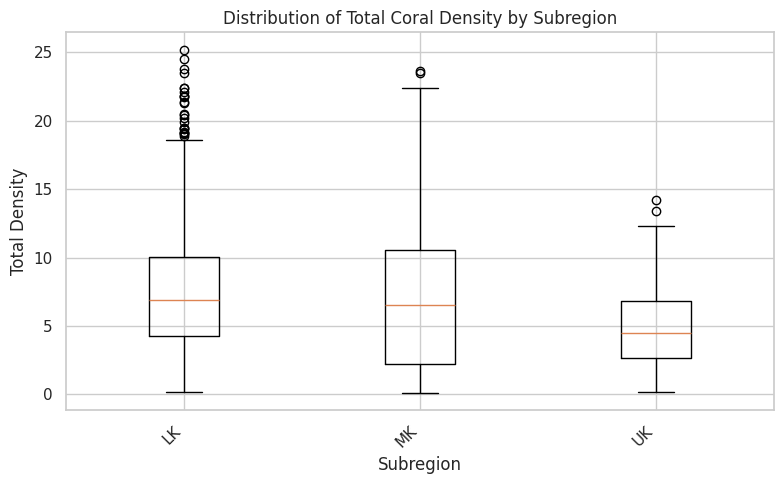 Distribution of Total Coral Density by Subregion
25
20
15
10
5
0
Total Density
LK
MK
UK
Subregion